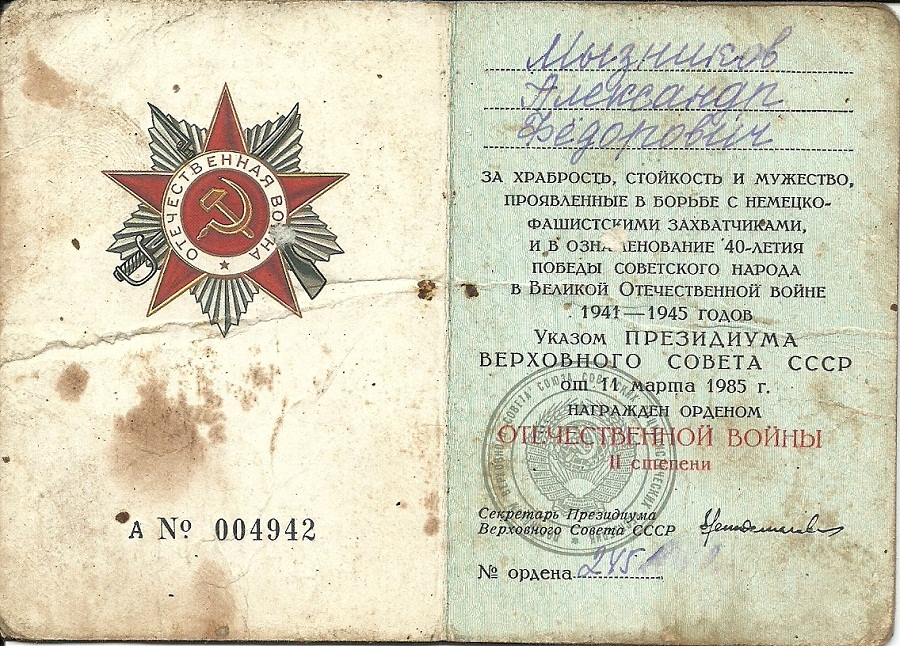 ОТЕЧЕСТВЕННАЯ ВОЙНА
А № 004942
Мызников
Александр
Фёдорович
ЗА ХРАБРОСТЬ, СТОЙКОСТЬ И МУЖЕСТВО,
ПРОЯВЛЕННЫЕ В БОРЬБЕ С НЕМЕЦКО-
ФАШИСТСКИМИ ЗАХВАТЧИКАМИ,
И В ОЗНАМЕНОВАНИЕ 40-ЛЕТИЯ
ПОБЕДЫ СОВЕТСКОГО НАРОДА
В ВЕЛИКОЙ ОТЕЧЕСТВЕННОЙ ВОЙНЕ
1941—1945 ГОДОВ
УКАЗОМ ПРЕЗИДИУМА
ВЕРХОВНОГО СОВЕТА СССР
от 11 марта 1985 г.
НАГРАЖДЕН ОРДЕНОМ
ОТЕЧЕСТВЕННОЙ ВОЙНЫ
II степени
Секретарь Президиума
Верховного Совета СССР
№ ордена 245